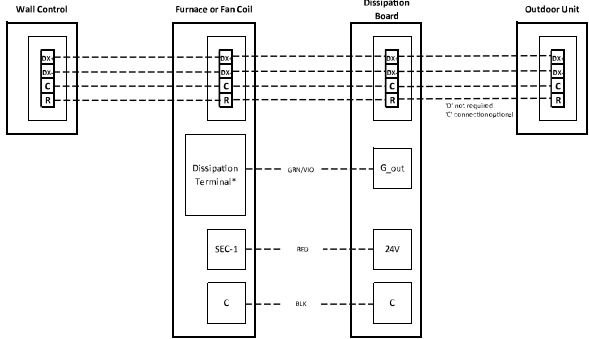 Wall Control
Furnace or Fan Coil
Dissipation
Board
Outdoor Unit
DX+ DX+ DX+ DX+
DX- DX- DX- DX-
C C C C
R R R R
'D' not required
'C' connection optional
Dissipation
Terminal*
GRN/VIO
G_out
SEC-1
RED
24V
C
BLK
C